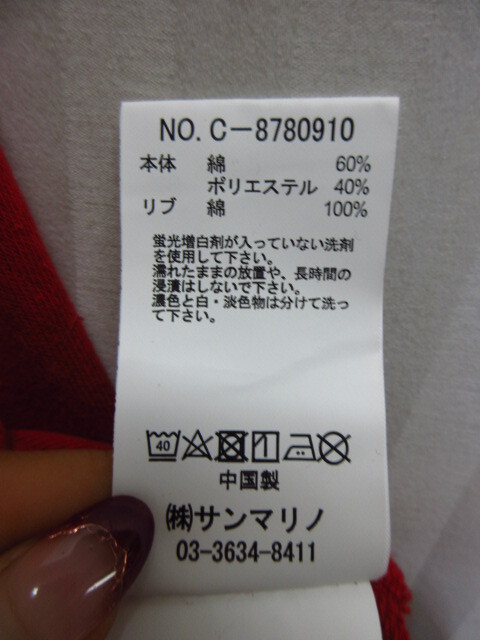 NO. C-8780910
本体 綿 60%
ポリエステル 40%
リブ 綿 100%
蛍光増白剤が入っていない洗剤
を使用して下さい。
濡れたままの放置や、長時間の
浸漬はしないで下さい。
濃色と白・淡色物は分けて洗っ
て下さい。
40
中国製
㈱サンマリノ
03-3634-8411